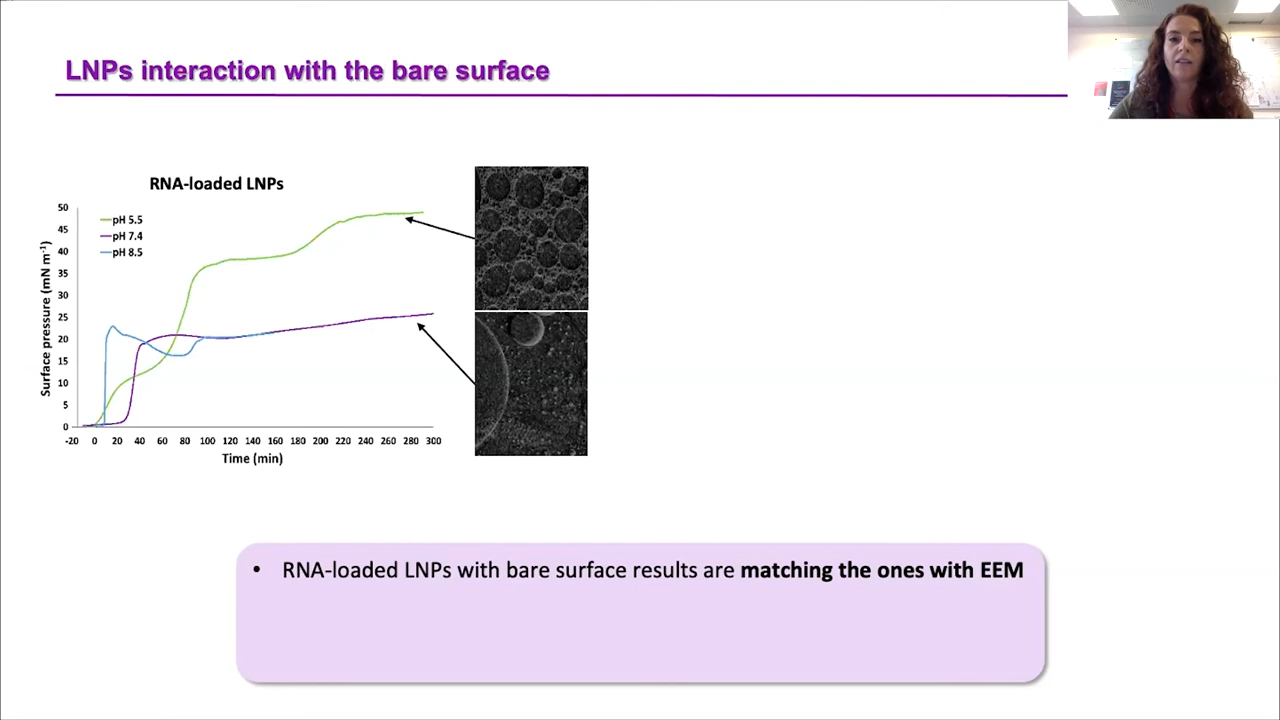 LNPs interaction with the bare surface
RNA-loaded LNPs
pH 5.5
pH 7.4
pH 8.5
Surface pressure (mN m⁻¹)
50
45
40
35
30
25
20
15
10
5
0
-20 0 20 40 60 80 100 120 140 160 180 200 220 240 260 280 300
Time (min)
• RNA-loaded LNPs with bare surface results are matching the ones with EEM